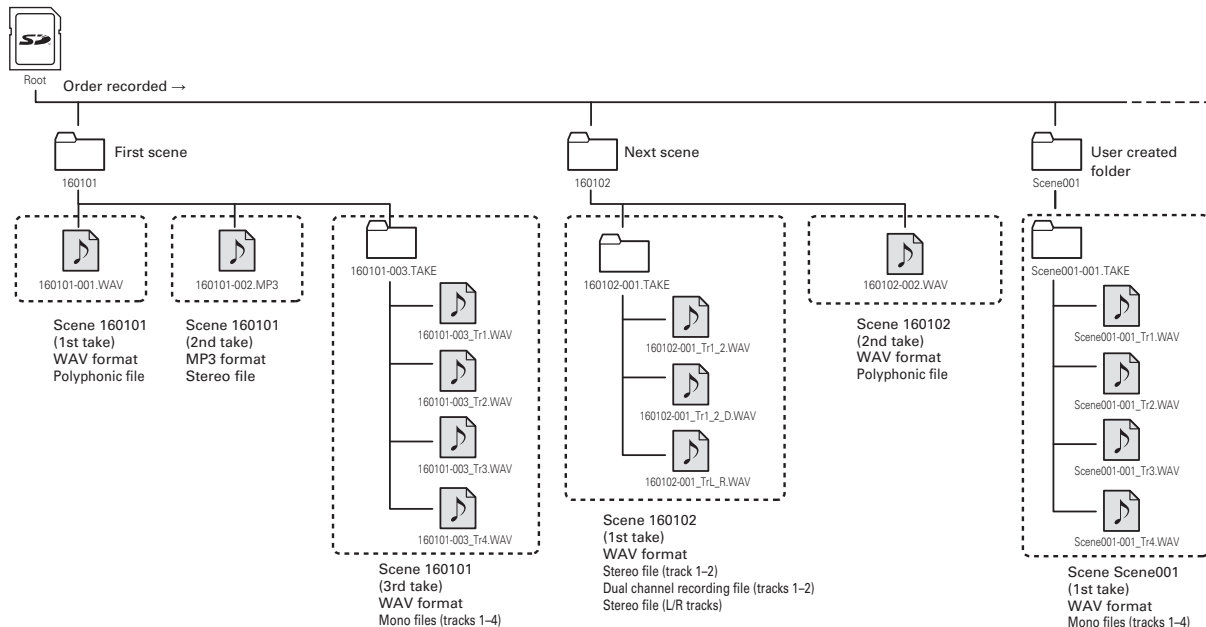 SD
Root
Order recorded →
First scene
160101
Next scene
160102
User created
folder
Scene001
160101-001.WAV
Scene 160101
(1st take)
WAV format
Polyphonic file
160101-002.MP3
Scene 160101
(2nd take)
MP3 format
Stereo file
160101-003.TAKE
160101-003_Tr1.WAV
160101-003_Tr2.WAV
160101-003_Tr3.WAV
160101-003_Tr4.WAV
Scene 160101
(3rd take)
WAV format
Mono files (tracks 1–4)
160102-001.TAKE
160102-001_Tr1_2.WAV
160102-001_Tr1_2_D.WAV
160102-001_TrL_R.WAV
Scene 160102
(1st take)
WAV format
Stereo file (track 1–2)
Dual channel recording file (tracks 1–2)
Stereo file (L/R tracks)
160102-002.WAV
Scene 160102
(2nd take)
WAV format
Polyphonic file
Scene001-001.TAKE
Scene001-001_Tr1.WAV
Scene001-001_Tr2.WAV
Scene001-001_Tr3.WAV
Scene001-001_Tr4.WAV
Scene Scene001
(1st take)
WAV format
Mono files (tracks 1–4)